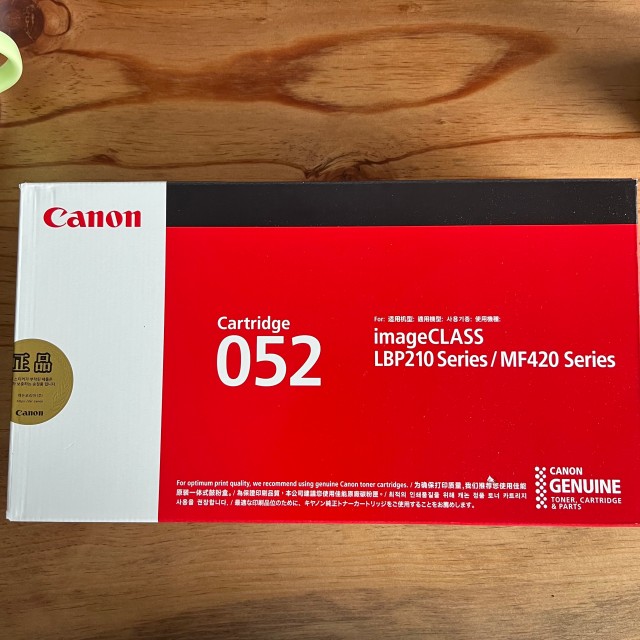 Canon
Cartridge
052
For: 适用机型: 適用機型: 사용기종: 使用機種:
imageCLASS
LBP210 Series / MF420 Series
正品
Canon
For optimum print quality, we recommend using genuine Canon toner cartridges. / 为确保打印质量, 我们推荐您使用佳能
原装一体式鼓粉盒。/ 為保證印刷品質，本公司建議您使用佳能原廠碳粉匣。/ 최적의 인쇄품질을 위해 캐논 정품 토너 카트리지
사용을 권장합니다. / 最適な印刷品位のために、キヤノン純正トナーカートリッジをご使用することをお薦めします。
CANON
GENUINE
TONER, CARTRIDGE
& PARTS